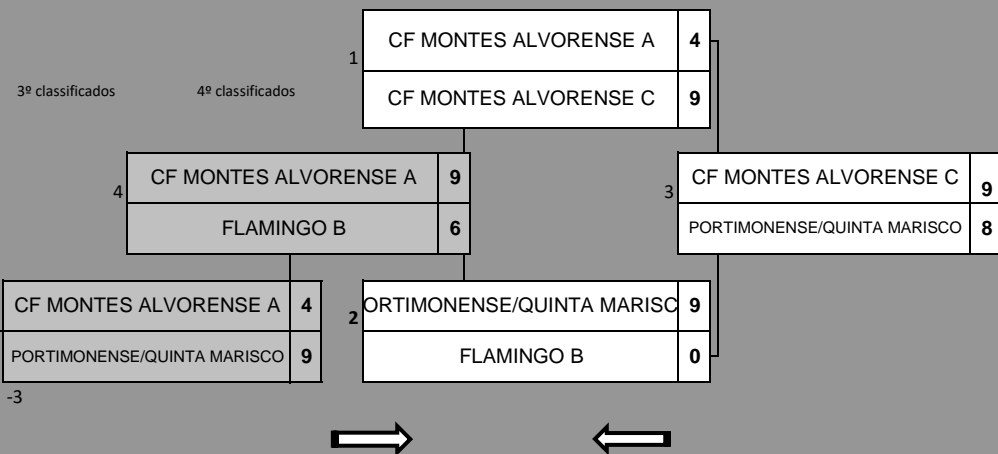 CF MONTES ALVORENSE A 4
1
CF MONTES ALVORENSE C 9
3º classificados 4º classificados
CF MONTES ALVORENSE A 9
4
FLAMINGO B 6
CF MONTES ALVORENSE C 9
3
PORTIMONENSE/QUINTA MARISCO 8
CF MONTES ALVORENSE A 4
PORTIMONENSE/QUINTA MARISCO 9
-3
ORTIMONENSE/QUINTA MARISC 9
2
FLAMINGO B 0